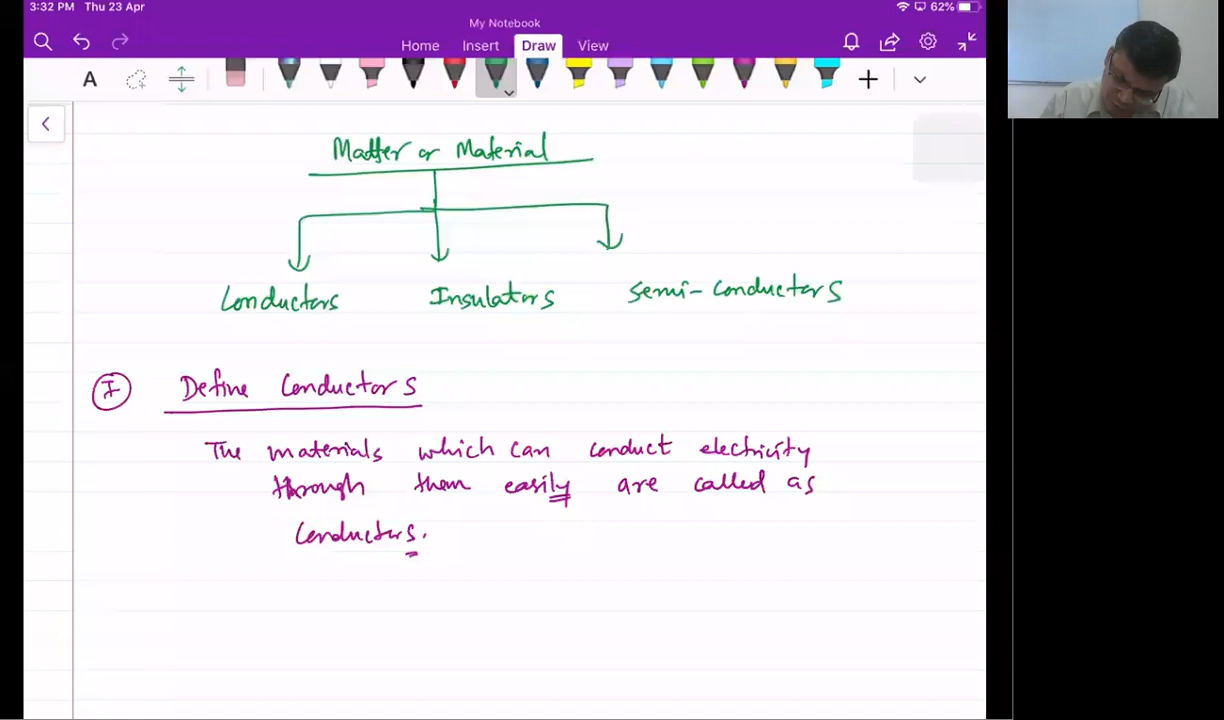 3:32 PM Thu 23 Apr
62%
My Notebook
Home Insert Draw View
A
Matter or Material
Conductors Insulators Semi-Conductors
I Define Conductors
The materials which can conduct electricity
through them easily are called as
Conductors.